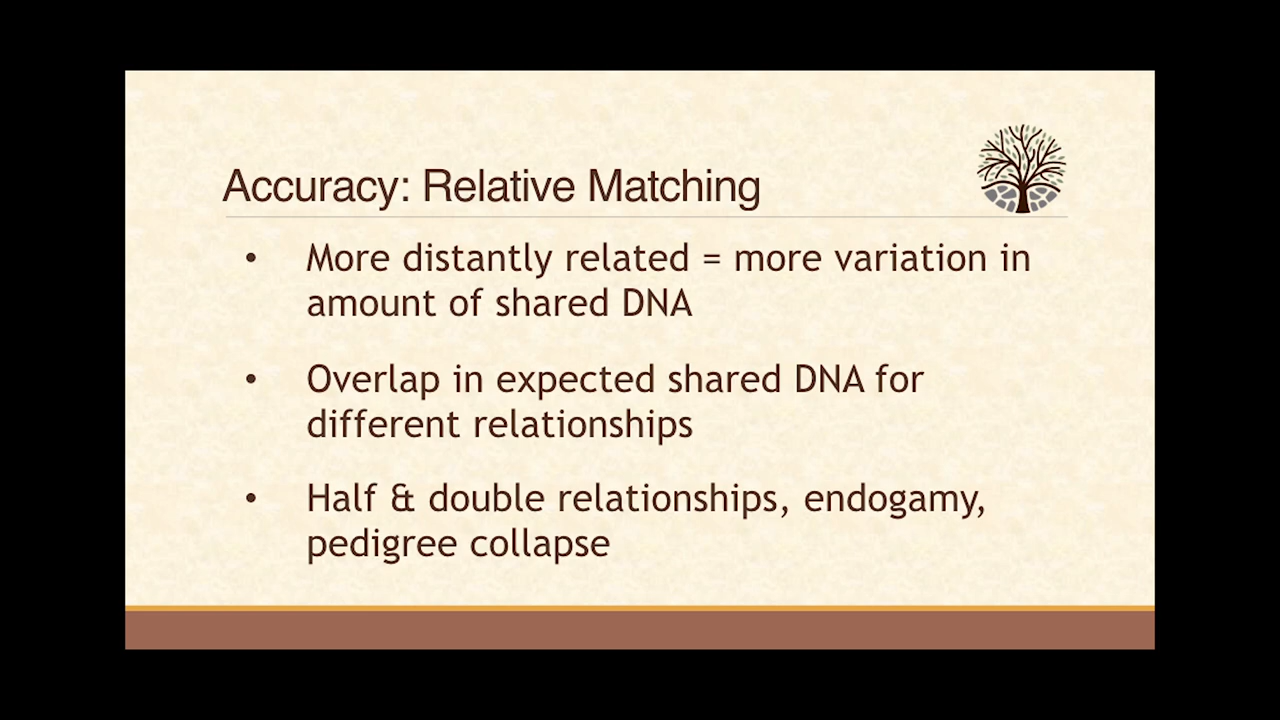 Accuracy: Relative Matching
• More distantly related = more variation in
amount of shared DNA
• Overlap in expected shared DNA for
different relationships
• Half & double relationships, endogamy,
pedigree collapse